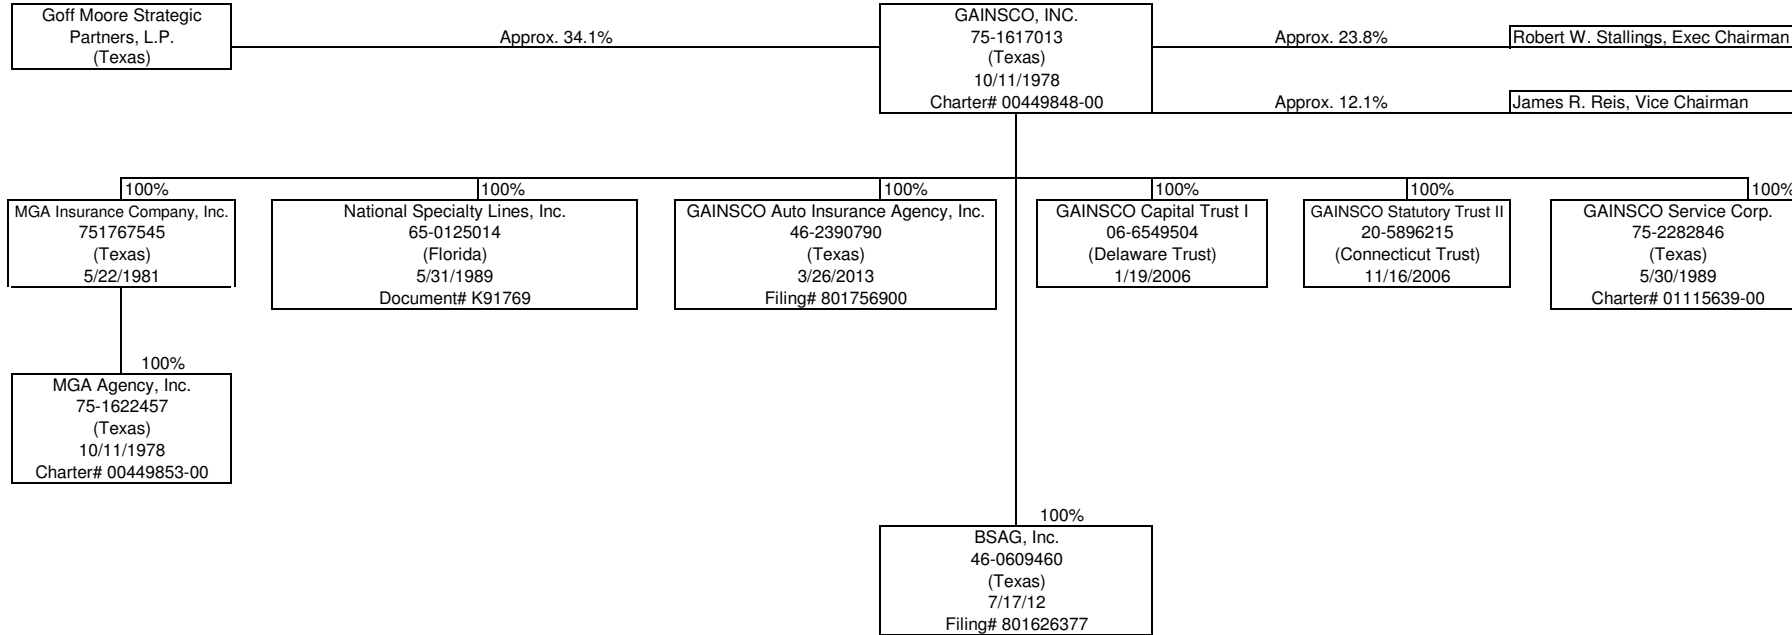 Goff Moore Strategic
Partners, L.P.
(Texas)
Approx. 34.1%
GAINSCO, INC.
75-1617013
(Texas)
10/11/1978
Charter# 00449848-00
Approx. 23.8%
Robert W. Stallings, Exec Chairman
Approx. 12.1%
James R. Reis, Vice Chairman
100%
MGA Insurance Company, Inc.
751767545
(Texas)
5/22/1981
100%
National Specialty Lines, Inc.
65-0125014
(Florida)
5/31/1989
Document# K91769
100%
GAINSCO Auto Insurance Agency, Inc.
46-2390790
(Texas)
3/26/2013
Filing# 801756900
100%
GAINSCO Capital Trust I
06-6549504
(Delaware Trust)
1/19/2006
100%
GAINSCO Statutory Trust II
20-5896215
(Connecticut Trust)
11/16/2006
100%
GAINSCO Service Corp.
75-2282846
(Texas)
5/30/1989
Charter# 01115639-00
100%
MGA Agency, Inc.
75-1622457
(Texas)
10/11/1978
Charter# 00449853-00
100%
BSAG, Inc.
46-0609460
(Texas)
7/17/12
Filing# 801626377